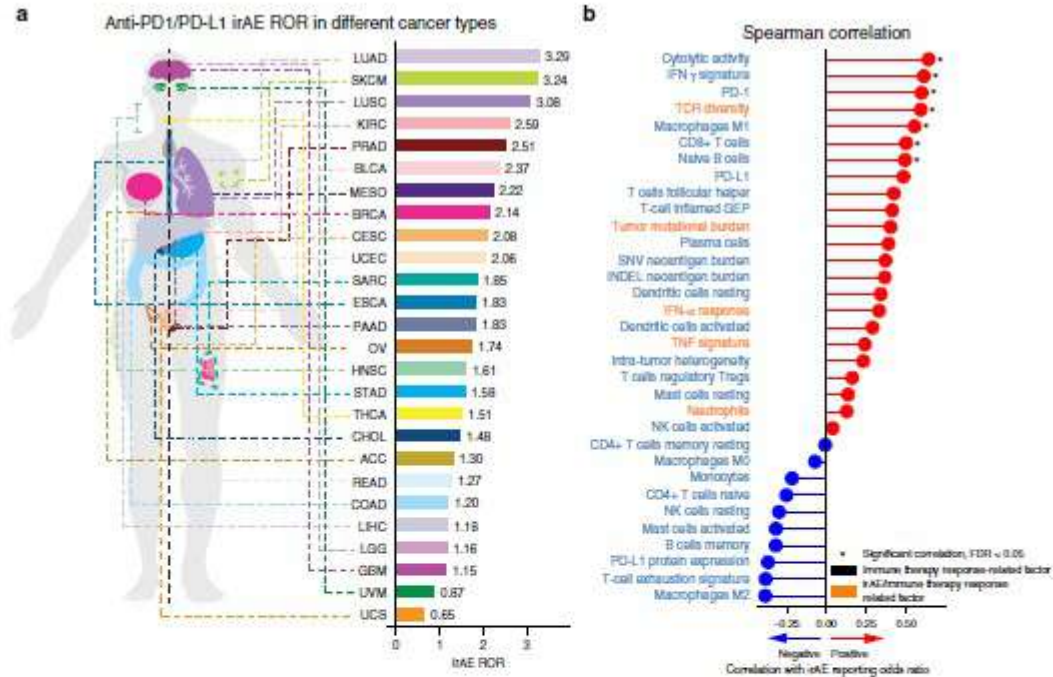 a
Anti-PD1/PD-L1 irAE ROR in different cancer types
LUAD 3.29
SKCM 3.24
LUSC 3.08
KIRC 2.59
PRAD 2.51
BLCA 2.37
MESO 2.22
BRCA 2.14
CESC 2.08
UCEC 2.06
SARC 1.85
ESCA 1.83
PAAD 1.83
OV 1.74
HNSC 1.61
STAD 1.58
THCA 1.51
CHOL 1.48
ACC 1.30
READ 1.27
COAD 1.20
LIHC 1.18
LGG 1.16
GBM 1.15
UVM 0.87
UCS 0.65
0 1 2 3
irAE ROR
b
Spearman correlation
Cytolytic activity *
IFN γ signature *
PD-1 *
TCR diversity *
Macrophages M1 *
CD8+ T cells *
Naive B cells *
PD-L1
T cells follicular helper
T-cell inflamed GEP
Tumor mutational burden
Plasma cells
SNV neoantigen burden
INDEL neoantigen burden
Dendritic cells resting
IFN-α response
Dendritic cells activated
TNF signature
Intra-tumor heterogeneity
T cells regulatory Tregs
Mast cells resting
Neutrophils
NK cells activated
CD4+ T cells memory resting
Macrophages M0
Monocytes
CD4+ T cells naive
NK cells resting
Mast cells activated
B cells memory
PD-L1 protein expression
T-cell exhaustion signature
Macrophages M2
* Significant correlation, FDR < 0.05
Immune therapy response-related factor
irAE/immune therapy response
related factor
-0.25 0.00 0.25 0.50
Negative Positive
Correlation with irAE reporting odds ratio